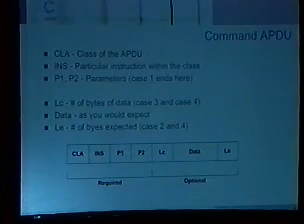 Command APDU
CLA - Class of the APDU
INS - Particular instruction within the class
P1, P2 - Parameters (case 1 ends here)
Lc - # of bytes of data (case 3 and case 4)
Data - as you would expect
Le - # of byes expected (case 2 and 4)
CLA INS P1 P2 Lc Data Le
Required Optional